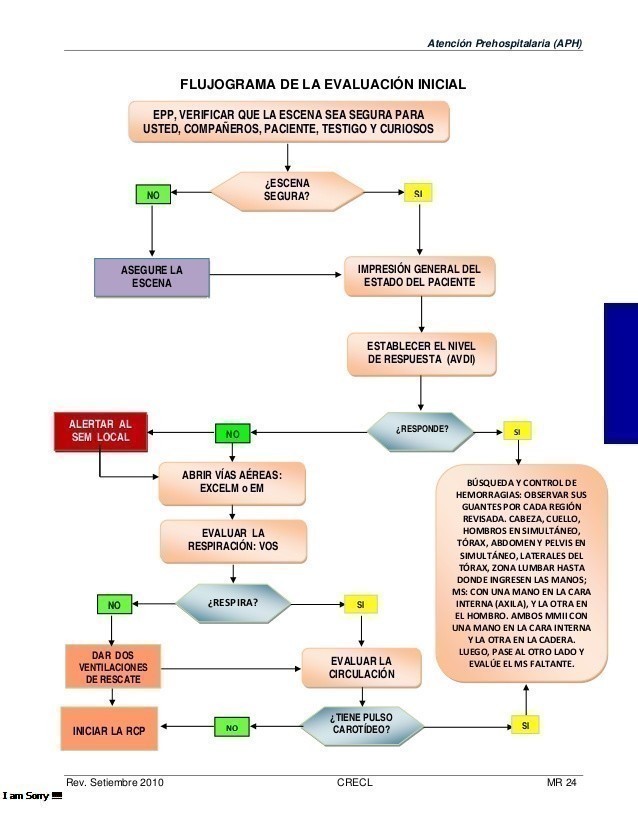 Atención Prehospitalaria (APH)
FLUJOGRAMA DE LA EVALUACIÓN INICIAL
EPP, VERIFICAR QUE LA ESCENA SEA SEGURA PARA
USTED, COMPAÑEROS, PACIENTE, TESTIGO Y CURIOSOS
¿ESCENA
SEGURA?
NO
SI
ASEGURE LA
ESCENA
IMPRESIÓN GENERAL DEL
ESTADO DEL PACIENTE
ESTABLECER EL NIVEL
DE RESPUESTA (AVDI)
ALERTAR AL
SEM LOCAL
NO
¿RESPONDE?
SI
ABRIR VÍAS AÉREAS:
EXCELM o EM
EVALUAR LA
RESPIRACIÓN: VOS
BÚSQUEDA Y CONTROL DE
HEMORRAGIAS: OBSERVAR SUS
GUANTES POR CADA REGIÓN
REVISADA. CABEZA, CUELLO,
HOMBROS EN SIMULTÁNEO,
TÓRAX, ABDOMEN Y PELVIS EN
SIMULTÁNEO, LATERALES DEL
TÓRAX, ZONA LUMBAR HASTA
DONDE INGRESEN LAS MANOS;
MS: CON UNA MANO EN LA CARA
INTERNA (AXILA), Y LA OTRA EN
EL HOMBRO. AMBOS MMII CON
UNA MANO EN LA CARA INTERNA
Y LA OTRA EN LA CADERA.
LUEGO, PASE AL OTRO LADO Y
EVALÚE EL MS FALTANTE.
NO
¿RESPIRA?
SI
DAR DOS
VENTILACIONES
DE RESCATE
EVALUAR LA
CIRCULACIÓN
INICIAR LA RCP
NO
¿TIENE PULSO
CAROTÍDEO?
SI
Rev. Setiembre 2010
CRECL
MR 24
I am Sorry !!!!!